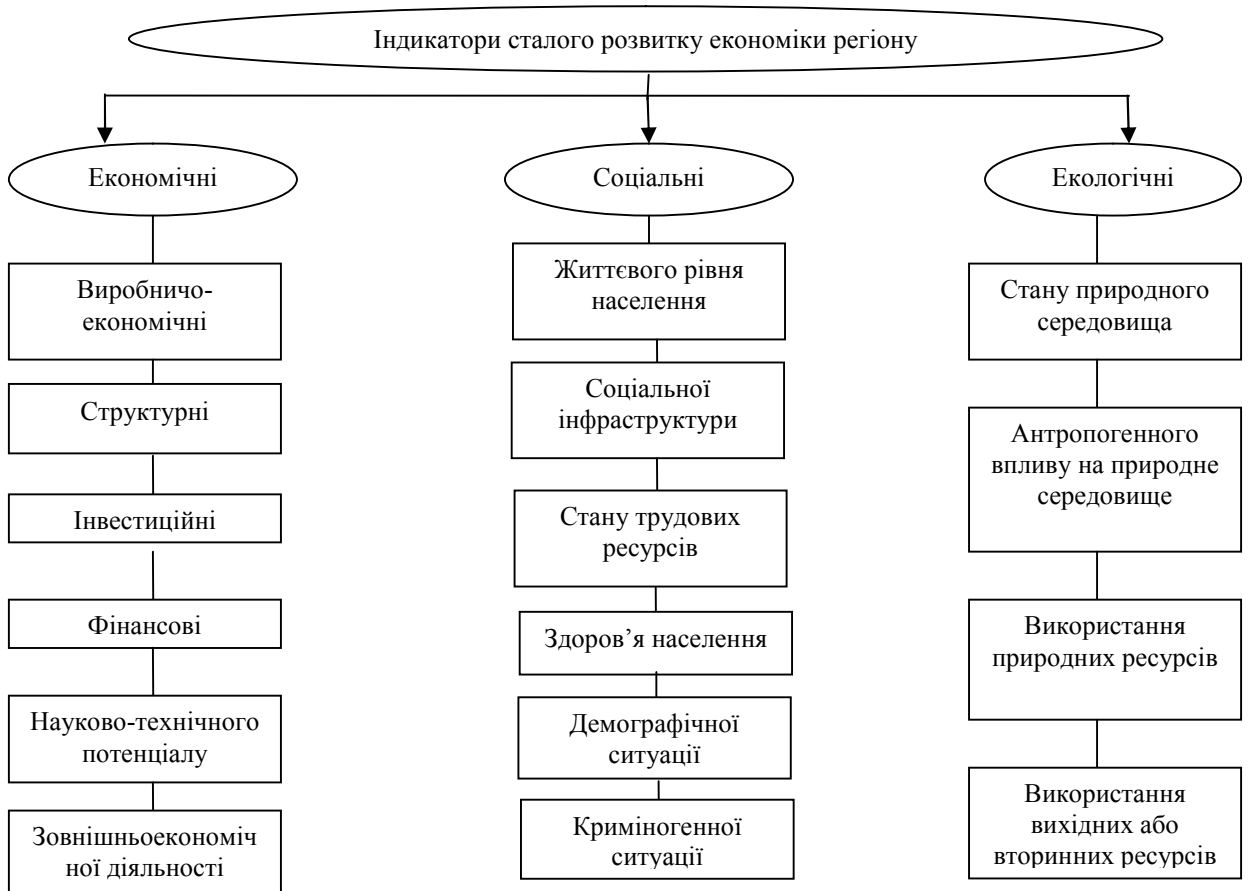 Індикатори сталого розвитку економіки регіону
Економічні
Соціальні
Екологічні
Виробничо-
економічні
Структурні
Інвестиційні
Фінансові
Науково-технічного
потенціалу
Зовнішньоекономіч
ної діяльності
Життєвого рівня
населення
Соціальної
інфраструктури
Стану трудових
ресурсів
Здоров’я населення
Демографічної
ситуації
Криміногенної
ситуації
Стану природного
середовища
Антропогенного
впливу на природне
середовище
Використання
природних ресурсів
Використання
вихідних або
вторинних ресурсів